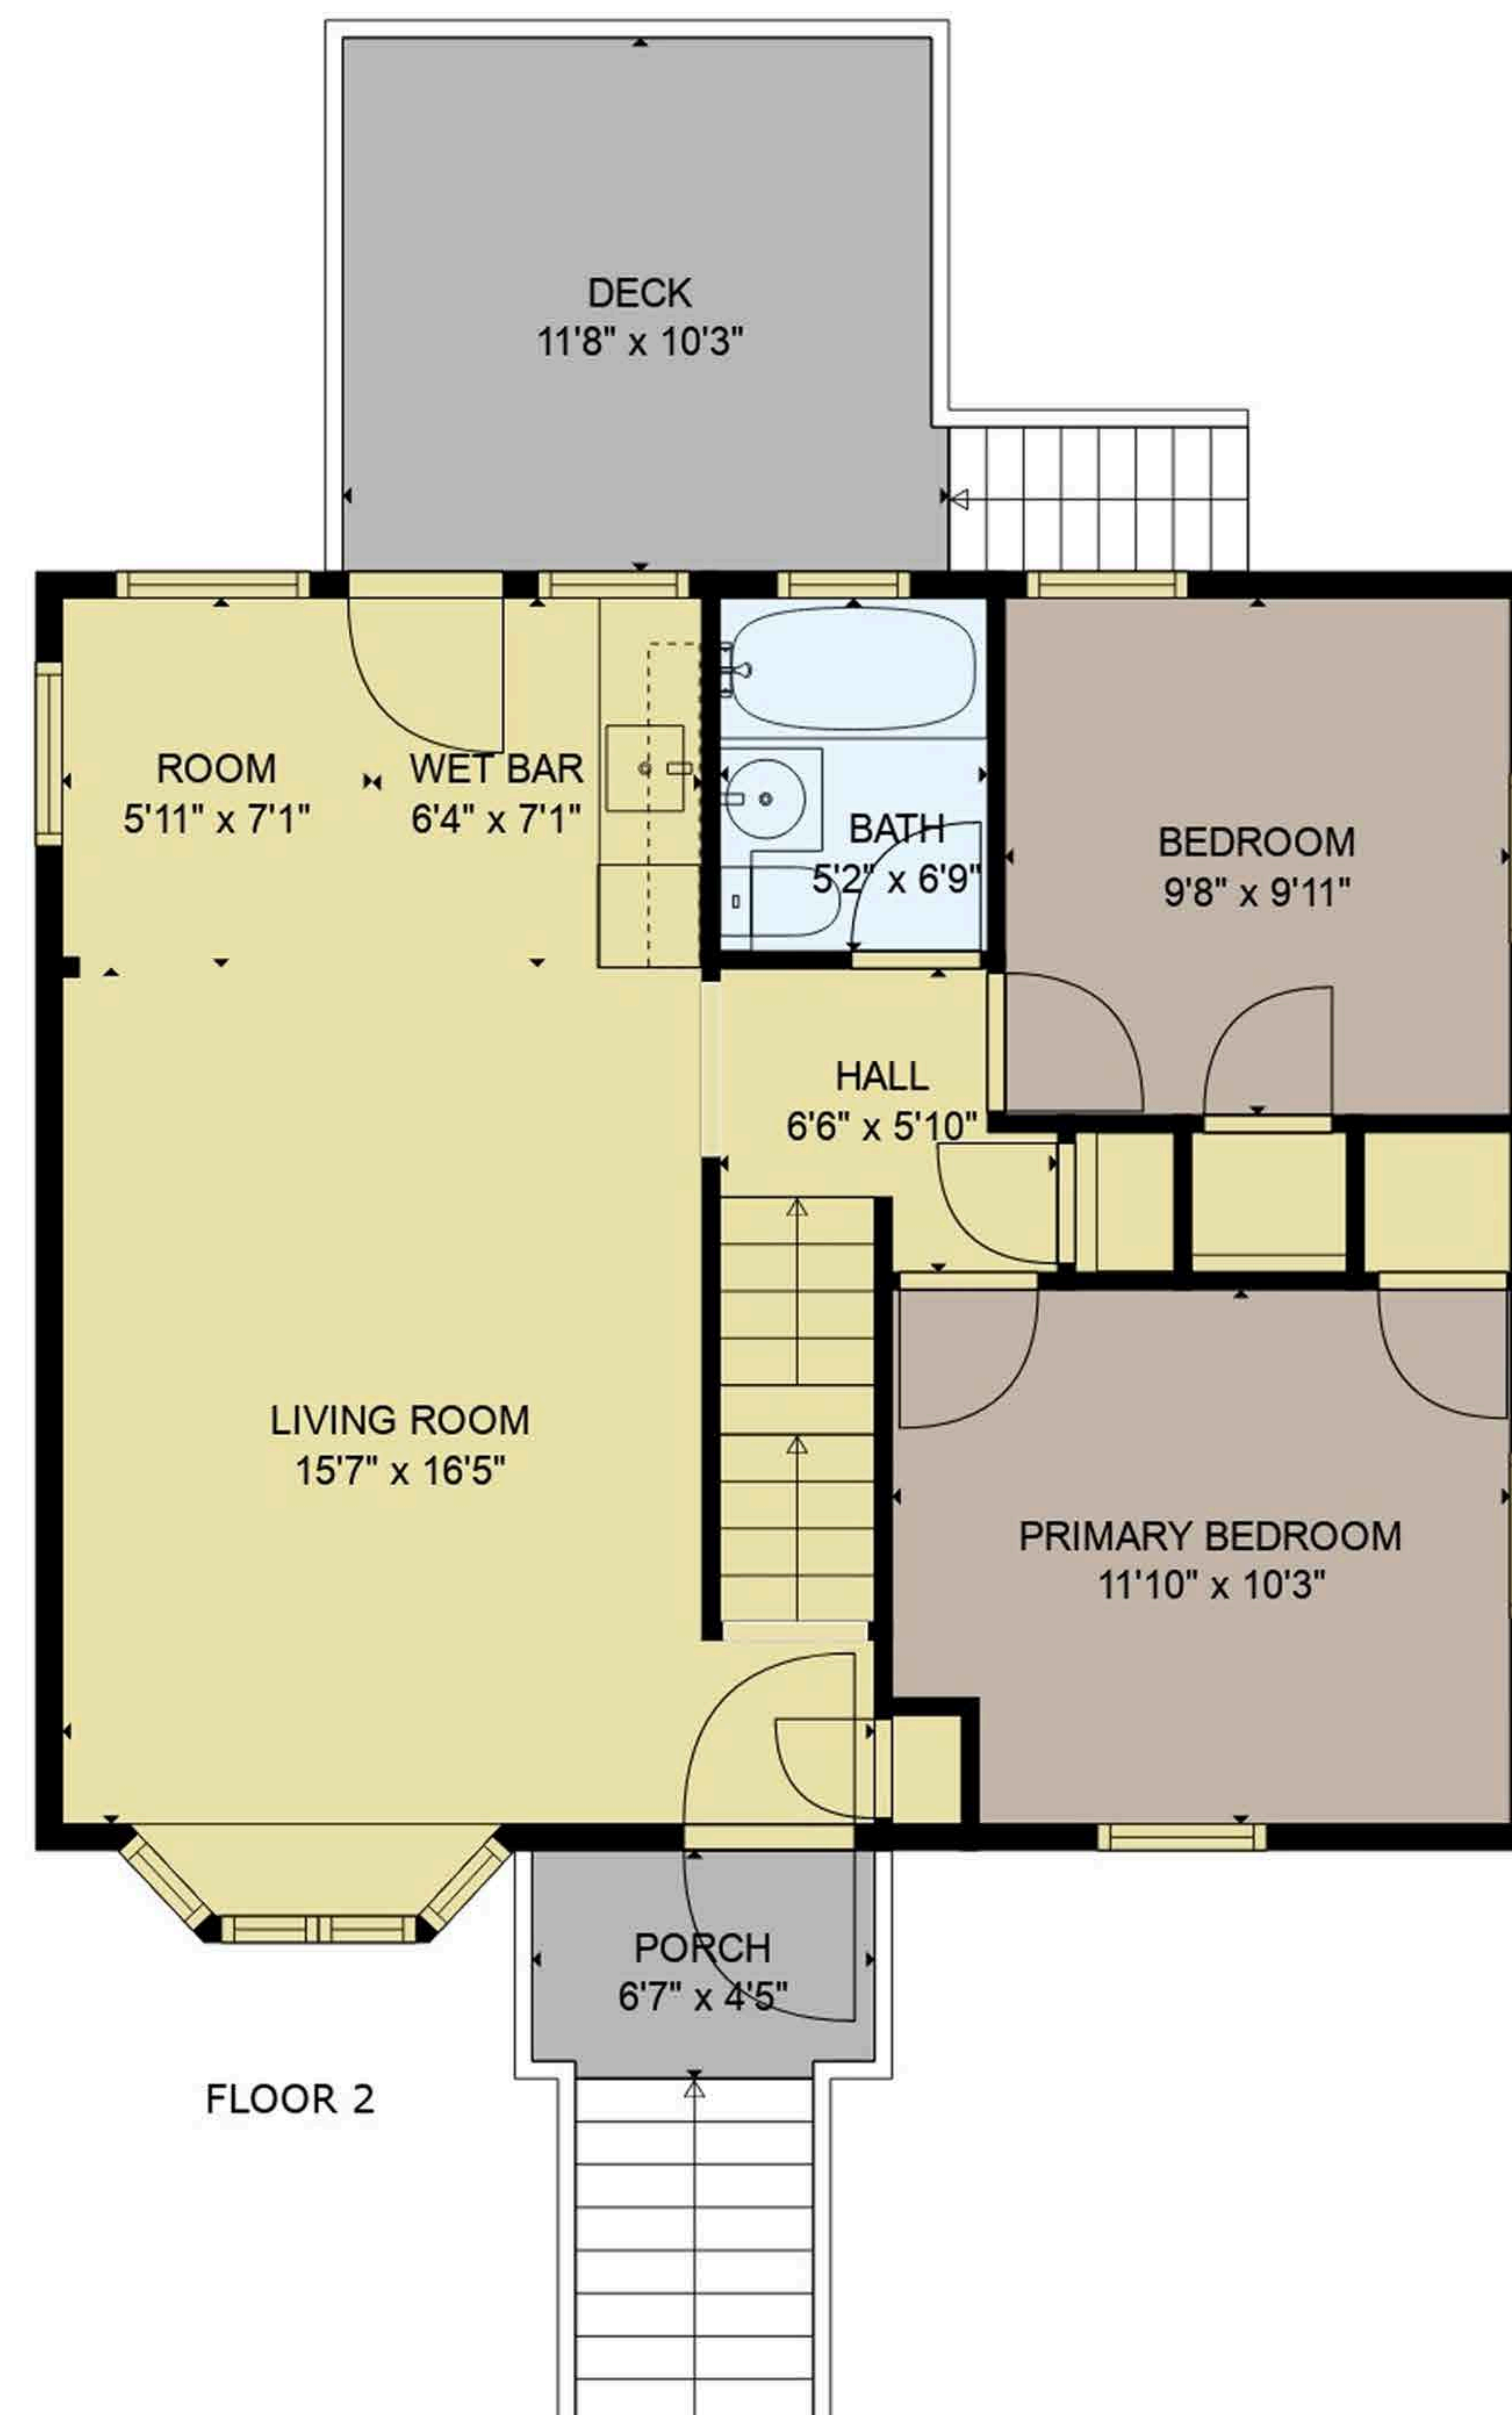 DECK
11'8" x 10'3"
ROOM
5'11" x 7'1"
WET BAR
6'4" x 7'1"
BATH
5'2" x 6'9"
BEDROOM
9'8" x 9'11"
HALL
6'6" x 5'10"
LIVING ROOM
15'7" x 16'5"
PRIMARY BEDROOM
11'10" x 10'3"
PORCH
6'7" x 4'5"
FLOOR 2